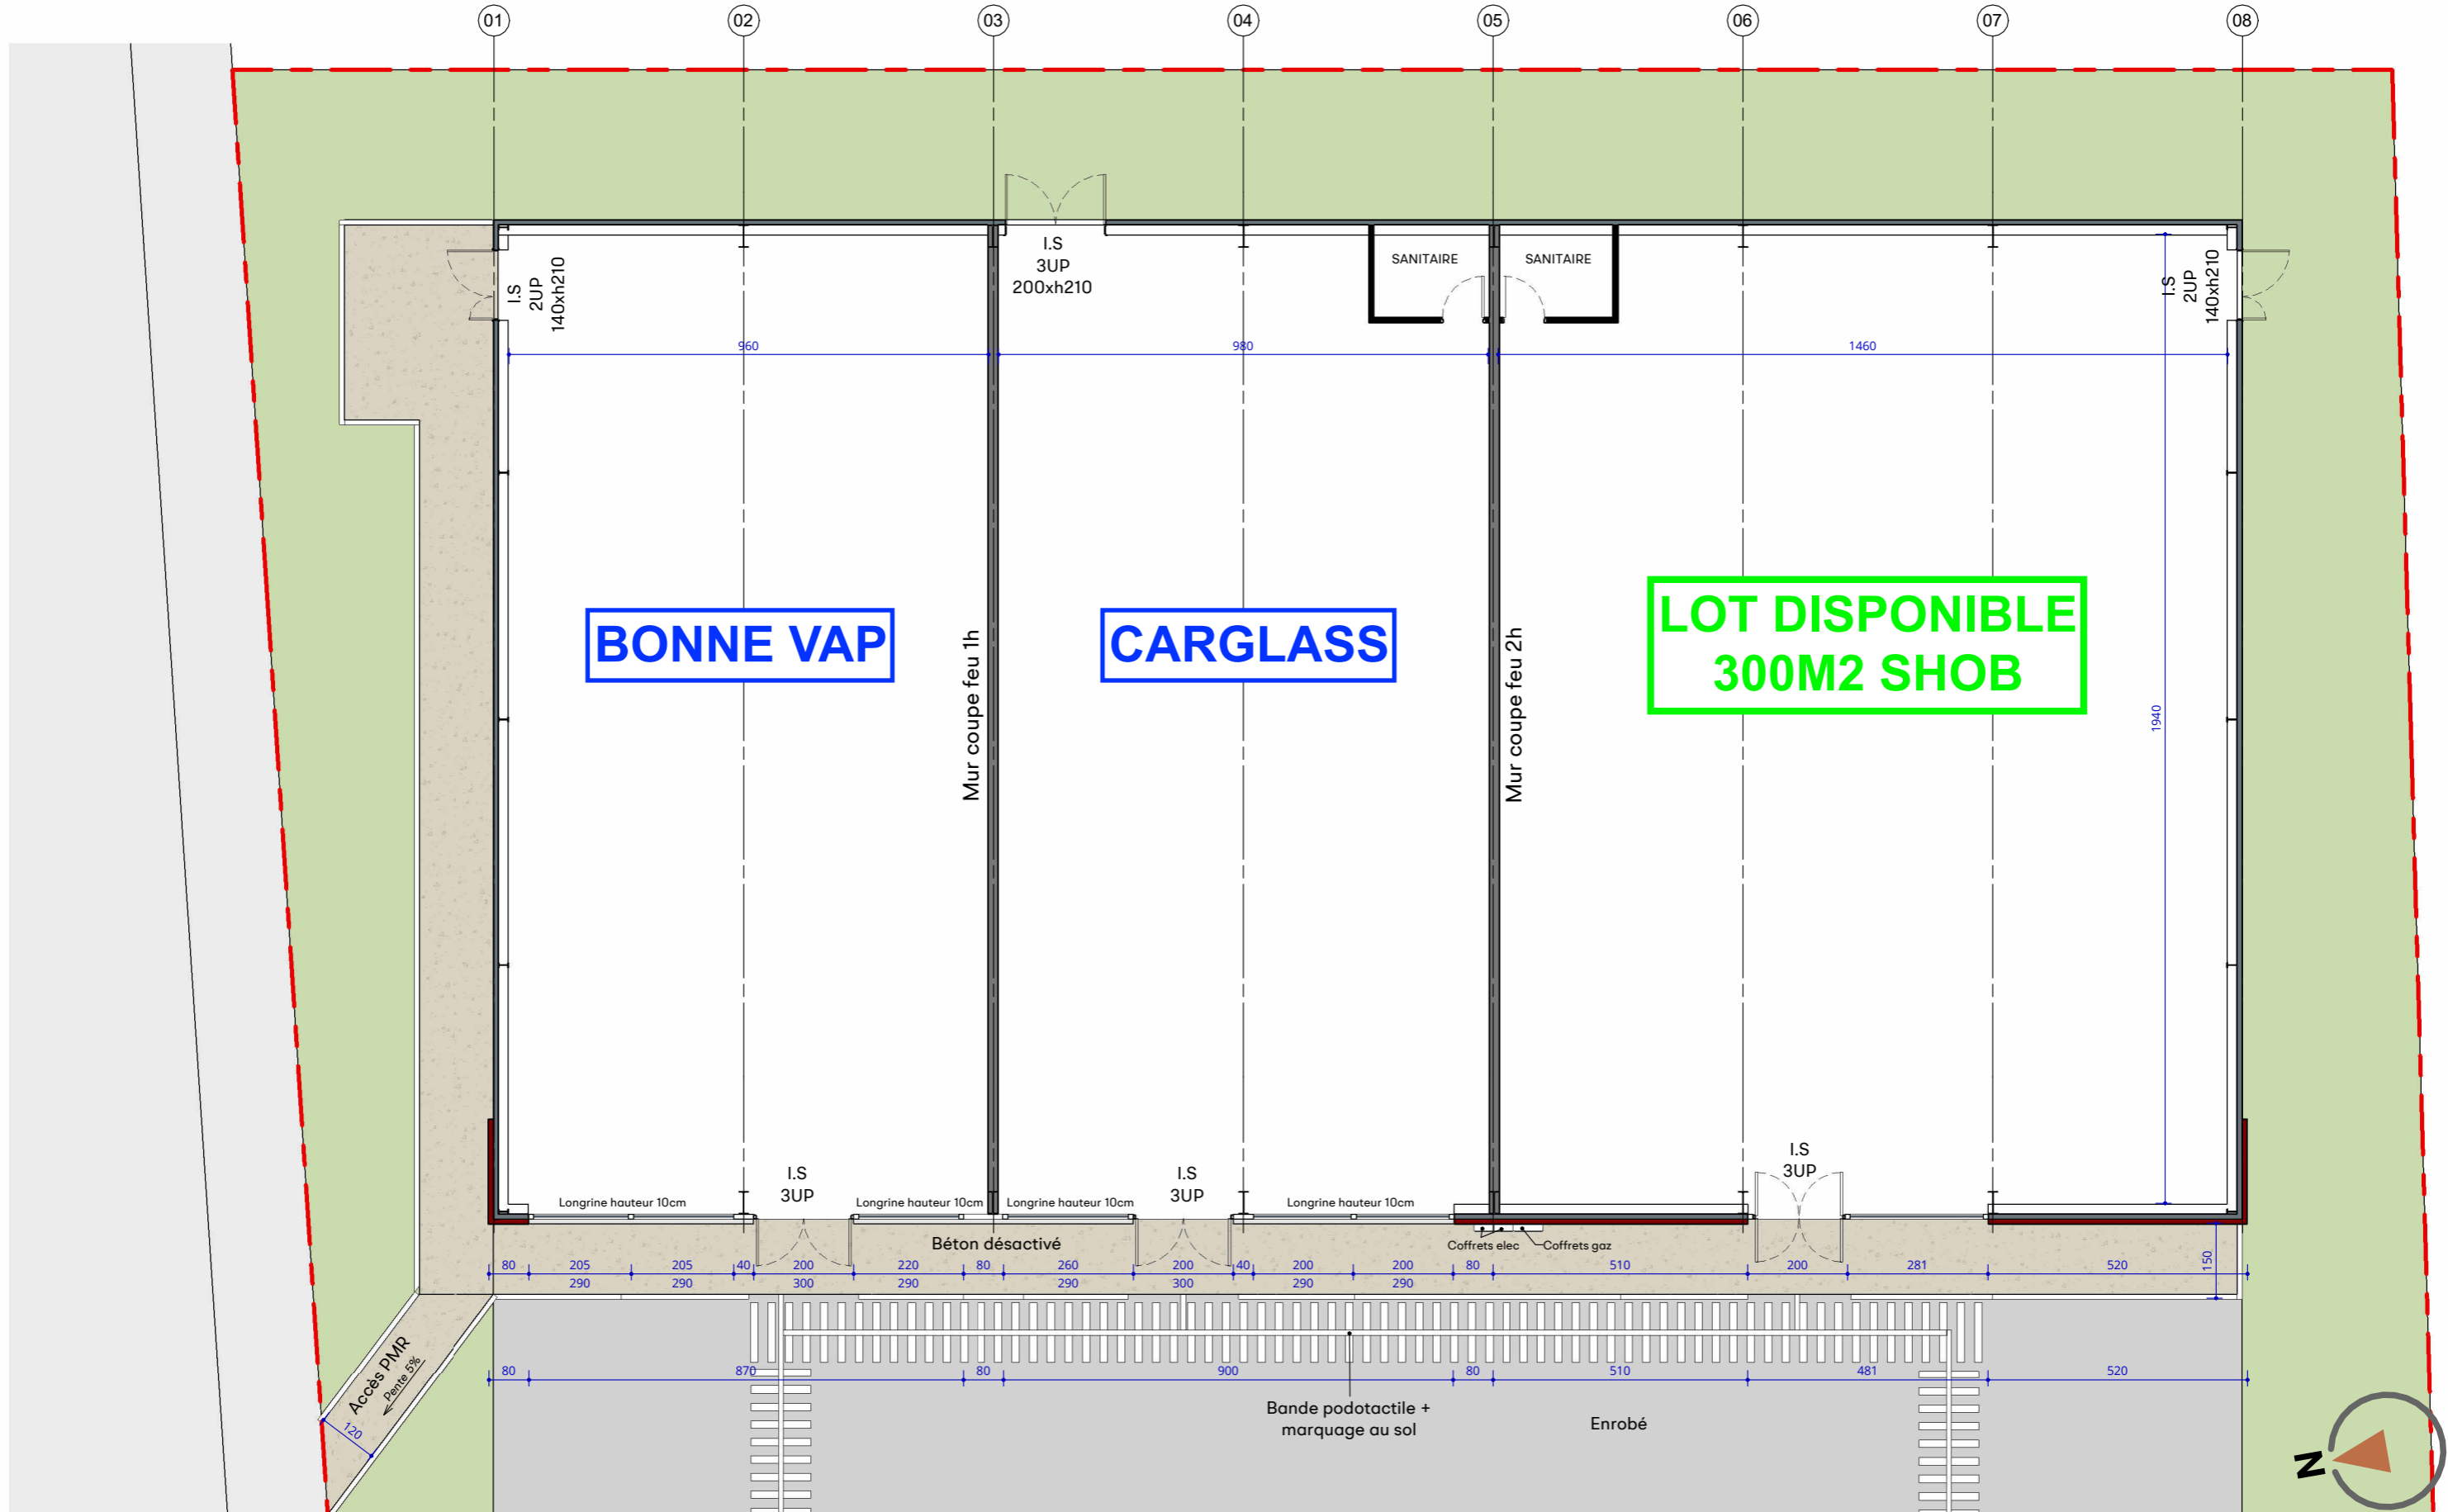 01 02 03 04 05 06 07 08
I.S
2UP
140xh210
I.S
3UP
200xh210
SANITAIRE
SANITAIRE
I.S
2UP
140xh210
960
980
1460
BONNE VAP
Mur coupe feu 1h
CARGLASS
Mur coupe feu 2h
LOT DISPONIBLE
300M2 SHOB
1940
I.S
3UP
I.S
3UP
I.S
3UP
Longrine hauteur 10cm
Longrine hauteur 10cm
Longrine hauteur 10cm
Longrine hauteur 10cm
Béton désactivé
Coffrets elec
Coffrets gaz
80 205 205 40 200 220 80 260 200 40 200 200 80 510 200 281 520
290 290 300 290 290 300 290 290
150
Accès PMR
Pente 5%
120
80 870 80 900 80 510 481 520
Bande podotactile +
marquage au sol
Enrobé
N